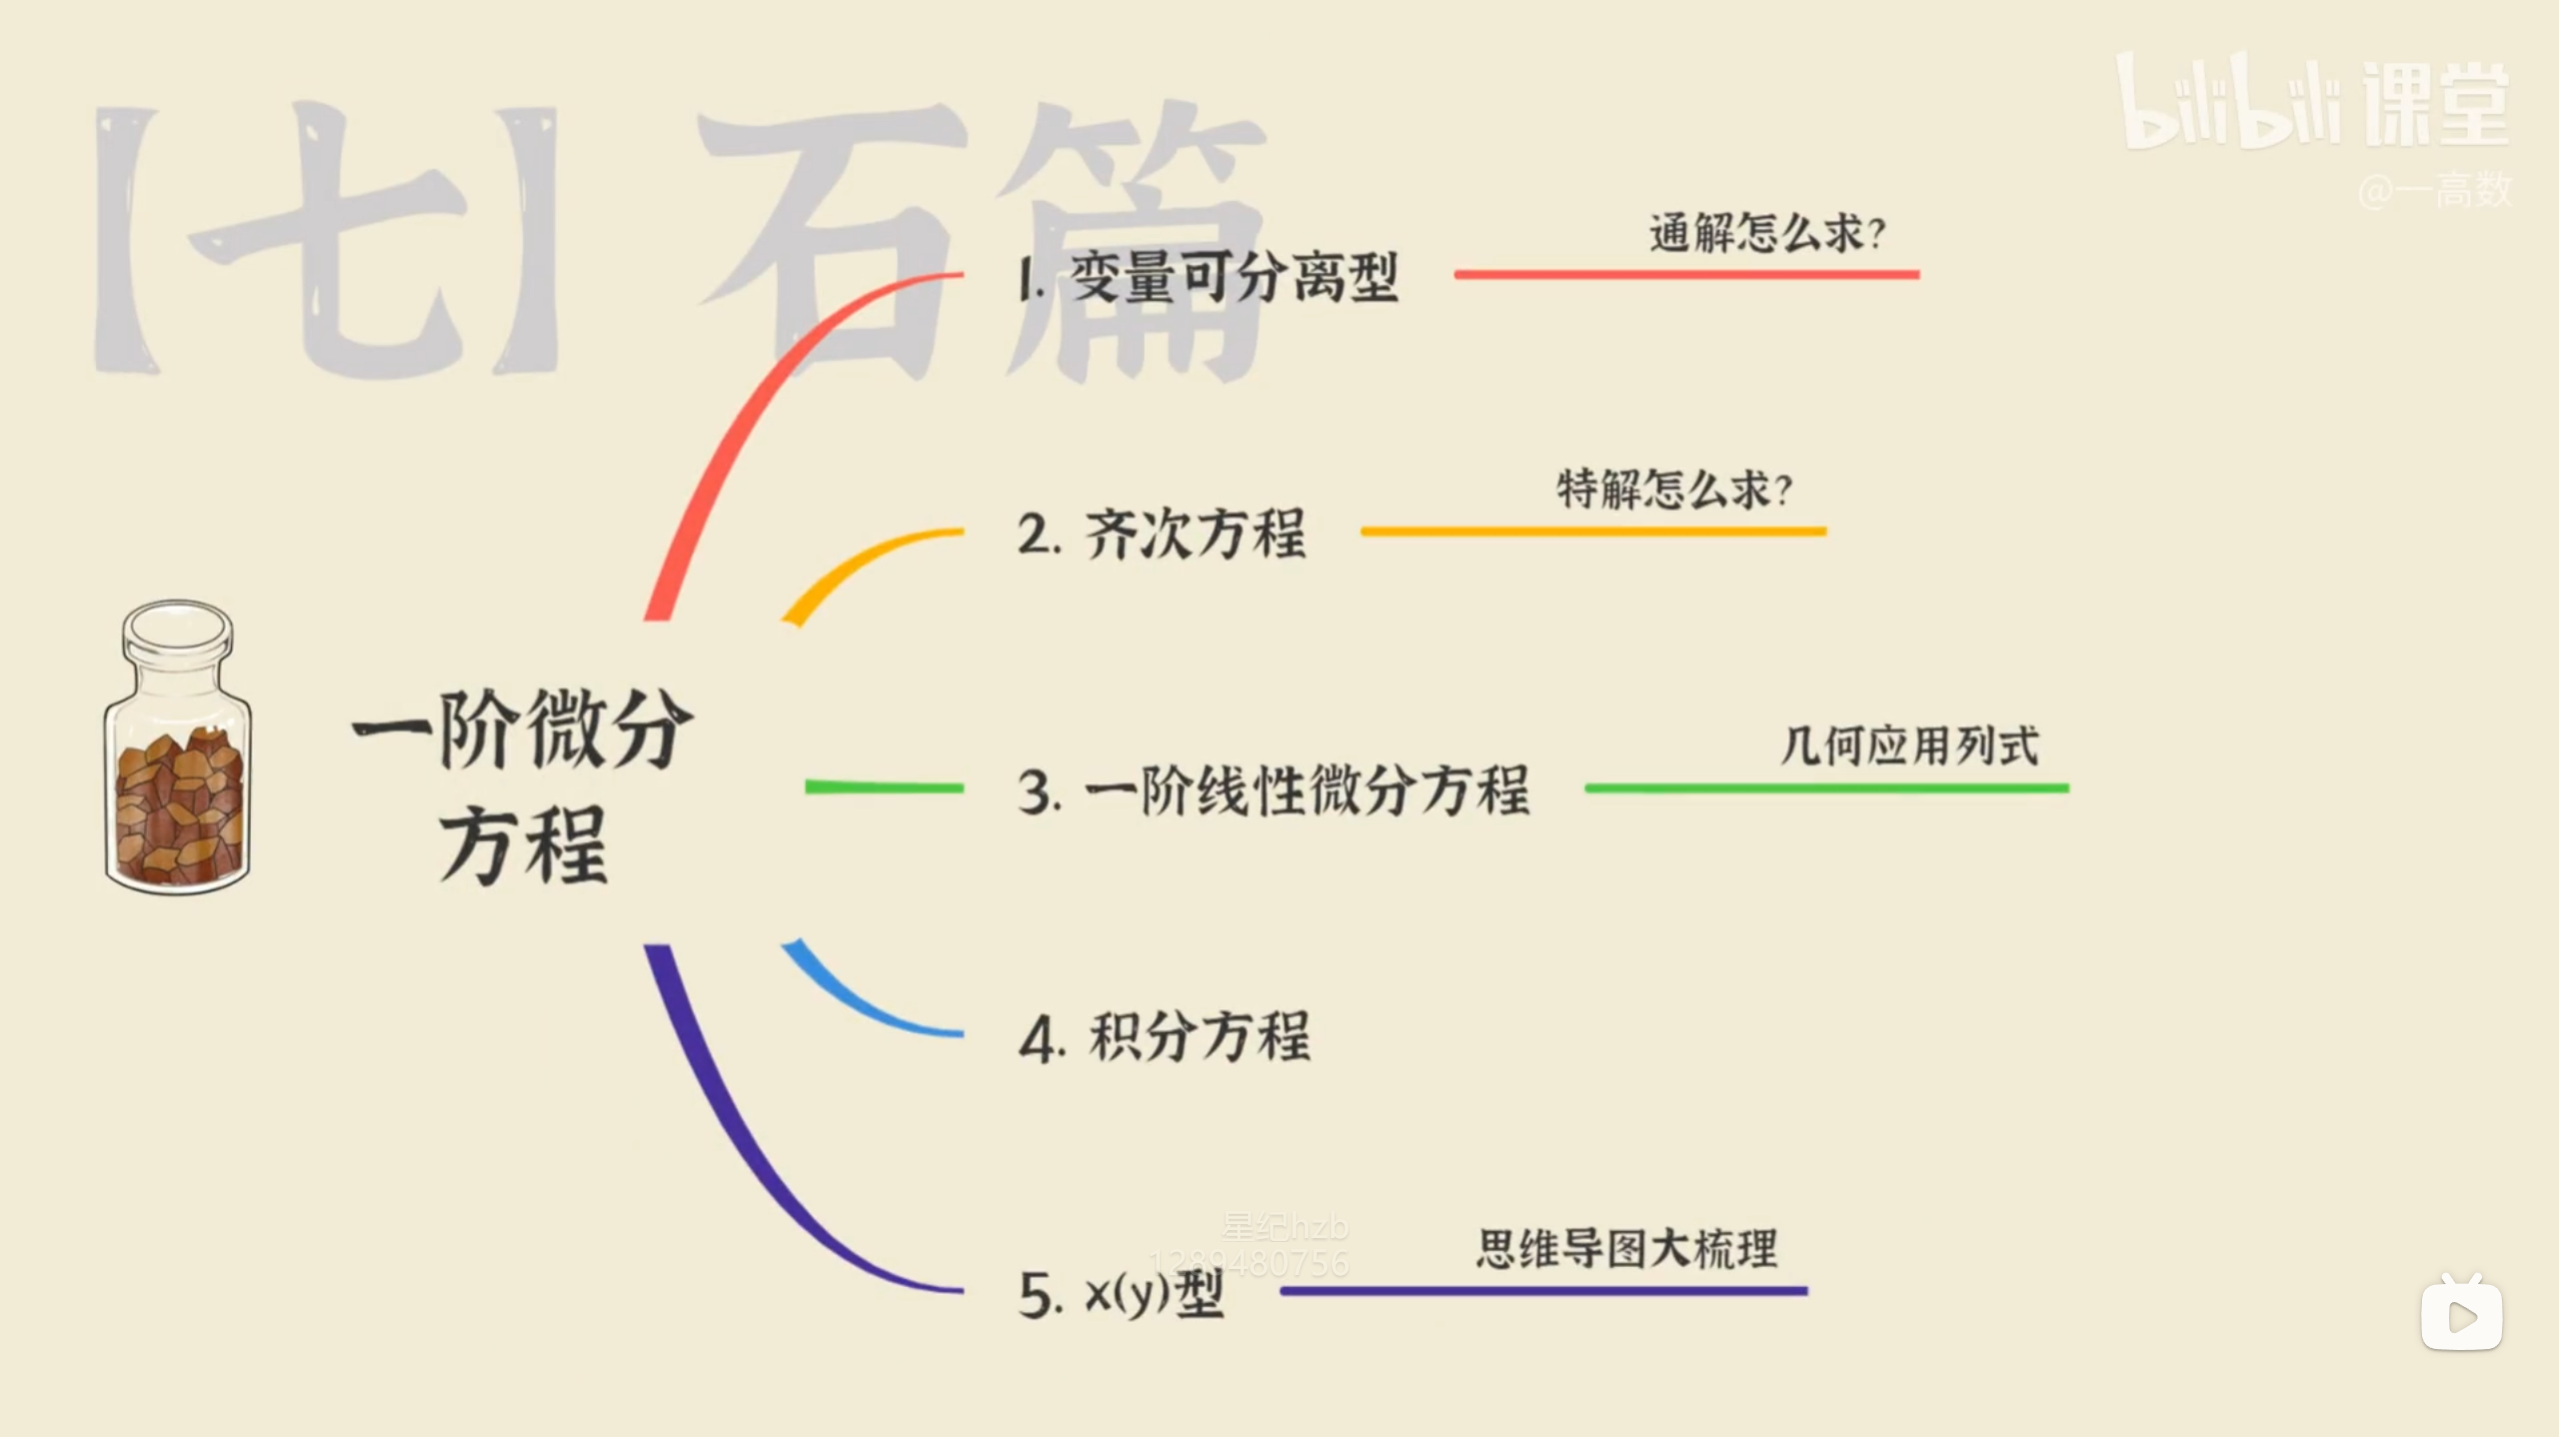 【七】石篇
bilibili 课堂
@一高数
1. 变量可分离型
通解怎么求?
2. 齐次方程
特解怎么求?
一阶微分
方程
3. 一阶线性微分方程
几何应用列式
4. 积分方程
5. x(y)型
思维导图大梳理
星纪hzb
1289480756